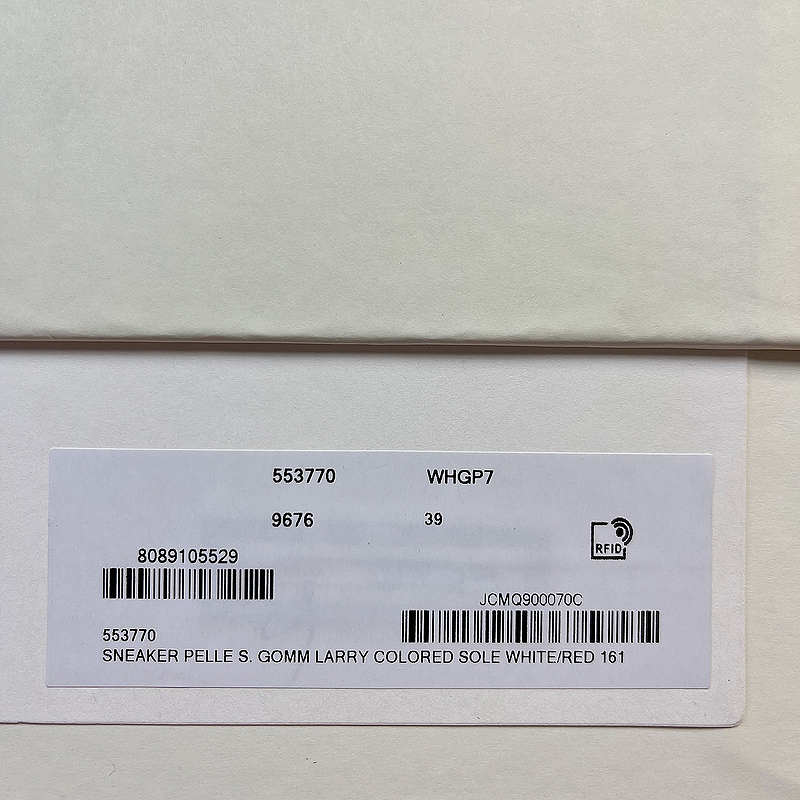 553770 WHGP7
9676 39
RFID
8089105529
JCMQ900070C
553770
SNEAKER PELLE S. GOMM LARRY COLORED SOLE WHITE/RED 161